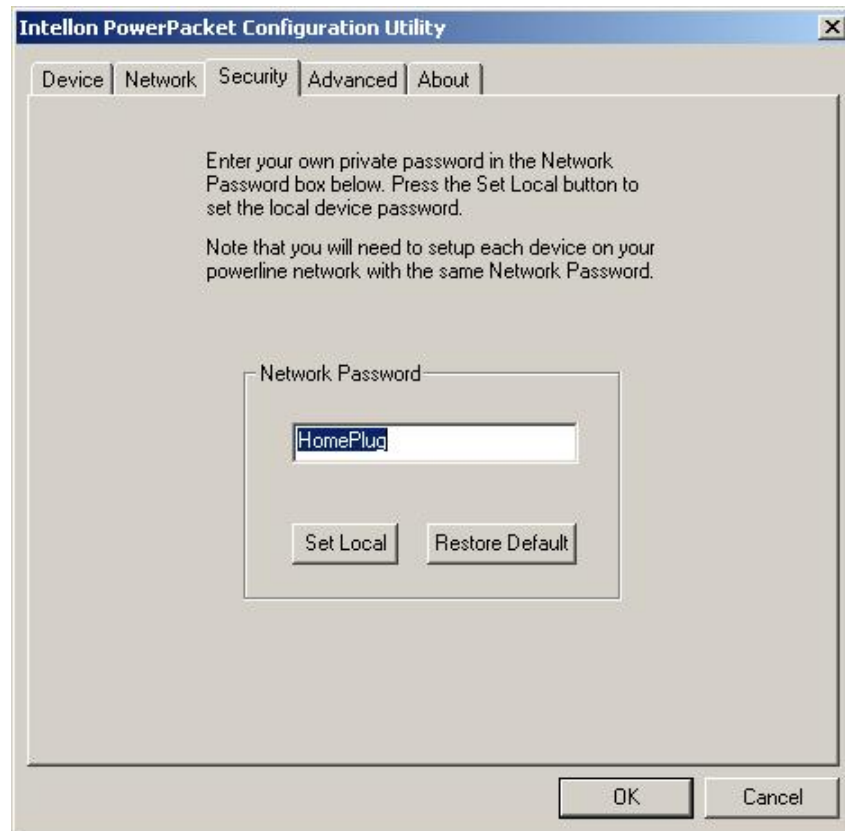 Intellon PowerPacket Configuration Utility
Device Network Security Advanced About
Enter your own private password in the Network
Password box below. Press the Set Local button to
set the local device password.
Note that you will need to setup each device on your
powerline network with the same Network Password.
Network Password
HomePlug
Set Local Restore Default
OK Cancel